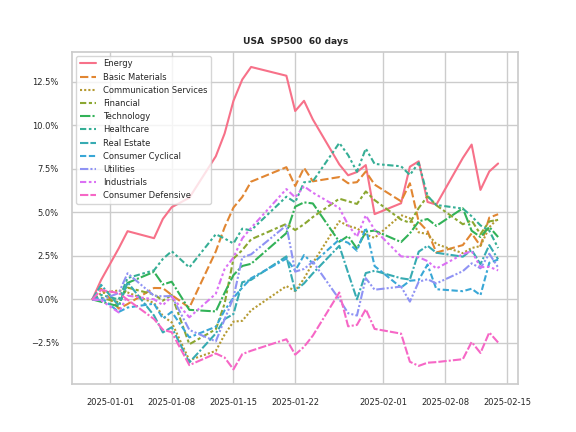 USA  SP500  60 days
Energy
Basic Materials
Communication Services
Financial
Technology
Healthcare
Real Estate
Consumer Cyclical
Utilities
Industrials
Consumer Defensive
12.5%
10.0%
7.5%
5.0%
2.5%
0.0%
−2.5%
2025-01-01
2025-01-08
2025-01-15
2025-01-22
2025-02-01
2025-02-08
2025-02-15